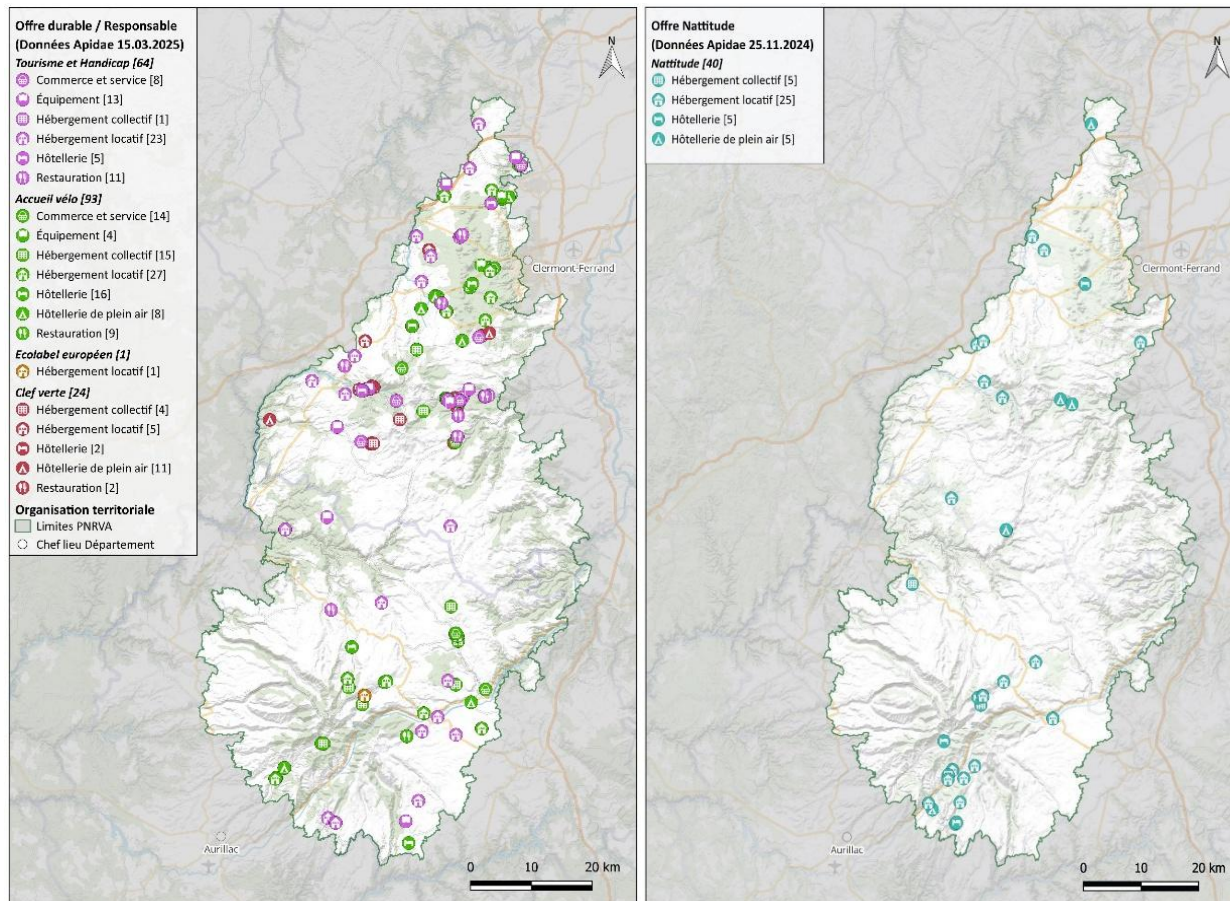 Offre durable / Responsable
(Données Apidae 15.03.2025)
Tourisme et Handicap [64]
Commerce et service [8]
Équipement [13]
Hébergement collectif [1]
Hébergement locatif [23]
Hôtellerie [5]
Restauration [11]
Accueil vélo [93]
Commerce et service [14]
Équipement [4]
Hébergement collectif [15]
Hébergement locatif [27]
Hôtellerie [16]
Hôtellerie de plein air [8]
Restauration [9]
Ecolabel européen [1]
Hébergement locatif [1]
Clef verte [24]
Hébergement collectif [4]
Hébergement locatif [5]
Hôtellerie [2]
Hôtellerie de plein air [11]
Restauration [2]
Organisation territoriale
Limites PNRVA
Chef lieu Département
N
Clermont-Ferrand
Aurillac
0 10 20 km
Offre Nattitude
(Données Apidae 25.11.2024)
Nattitude [40]
Hébergement collectif [5]
Hébergement locatif [25]
Hôtellerie [5]
Hôtellerie de plein air [5]
N
Clermont-Ferrand
Aurillac
0 10 20 km